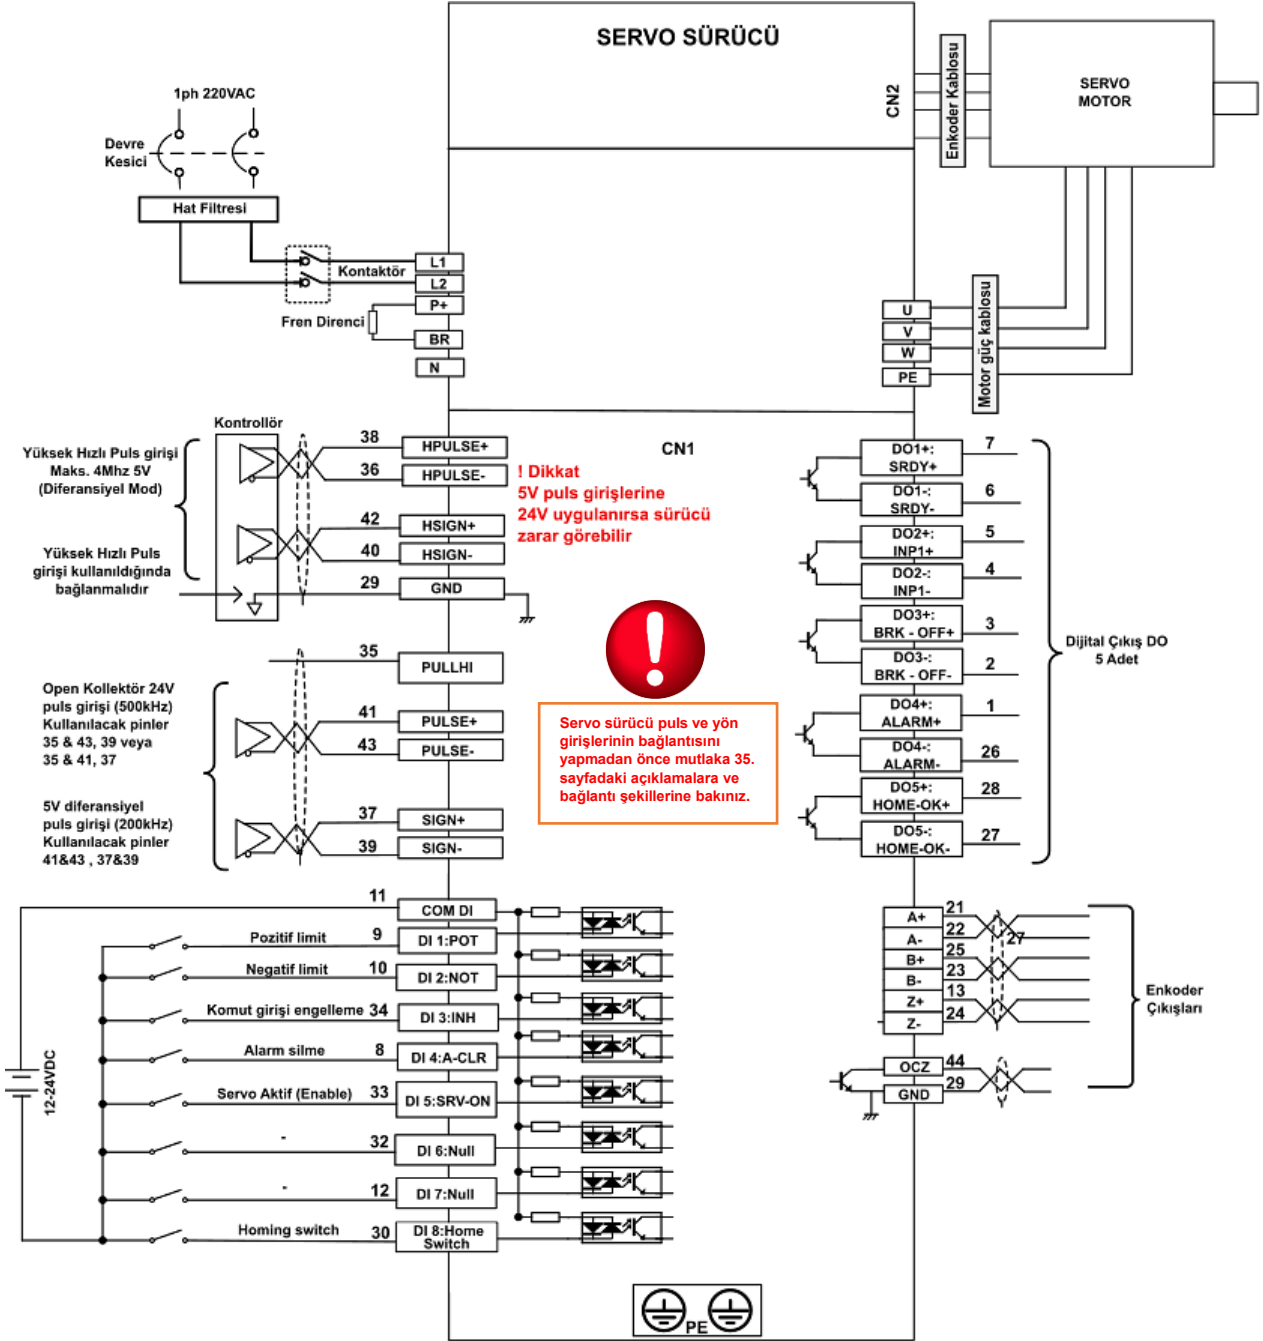 SERVO SÜRÜCÜ
CN2
Enkoder Kablosu
SERVO
MOTOR
1ph 220VAC
Devre
Kesici
Hat Filtresi
Kontaktör
L1
L2
P+
Fren Direnci
BR
N
U
V
W
PE
Motor güç kablosu
Kontrollör
CN1
Yüksek Hızlı Puls girişi
Maks. 4Mhz 5V
(Diferansiyel Mod)
Yüksek Hızlı Puls
girişi kullanıldığında
bağlanmalıdır
38 HPULSE+
36 HPULSE-
42 HSIGN+
40 HSIGN-
29 GND
! Dikkat
5V puls girişlerine
24V uygulanırsa sürücü
zarar görebilir
35 PULLHI
41 PULSE+
43 PULSE-
37 SIGN+
39 SIGN-
Open Kollektör 24V
puls girişi (500kHz)
Kullanılacak pinler
35 & 43, 39 veya
35 & 41, 37
5V diferansiyel
puls girişi (200kHz)
Kullanılacak pinler
41&43 , 37&39
!
Servo sürücü puls ve yön
girişlerinin bağlantısını
yapmadan önce mutlaka 35.
sayfadaki açıklamalara ve
bağlantı şekillerine bakınız.
DO1+: 7
SRDY+
DO1-: 6
SRDY-
DO2+: 5
INP1+
DO2-: 4
INP1-
DO3+: 3
BRK - OFF+
DO3-: 2
BRK - OFF-
DO4+: 1
ALARM+
DO4-: 26
ALARM-
DO5+: 28
HOME-OK+
DO5-: 27
HOME-OK-
Dijital Çıkış DO
5 Adet
11 COM DI
Pozitif limit 9 DI 1:POT
Negatif limit 10 DI 2:NOT
Komut girişi engelleme 34 DI 3:INH
Alarm silme 8 DI 4:A-CLR
Servo Aktif (Enable) 33 DI 5:SRV-ON
- 32 DI 6:Null
- 12 DI 7:Null
Homing switch 30 DI 8:Home
Switch
12-24VDC
A+ 21
A- 22 27
B+ 25
B- 23
Z+ 13
Z- 24
OCZ 44
GND 29
Enkoder
Çıkışları
PE